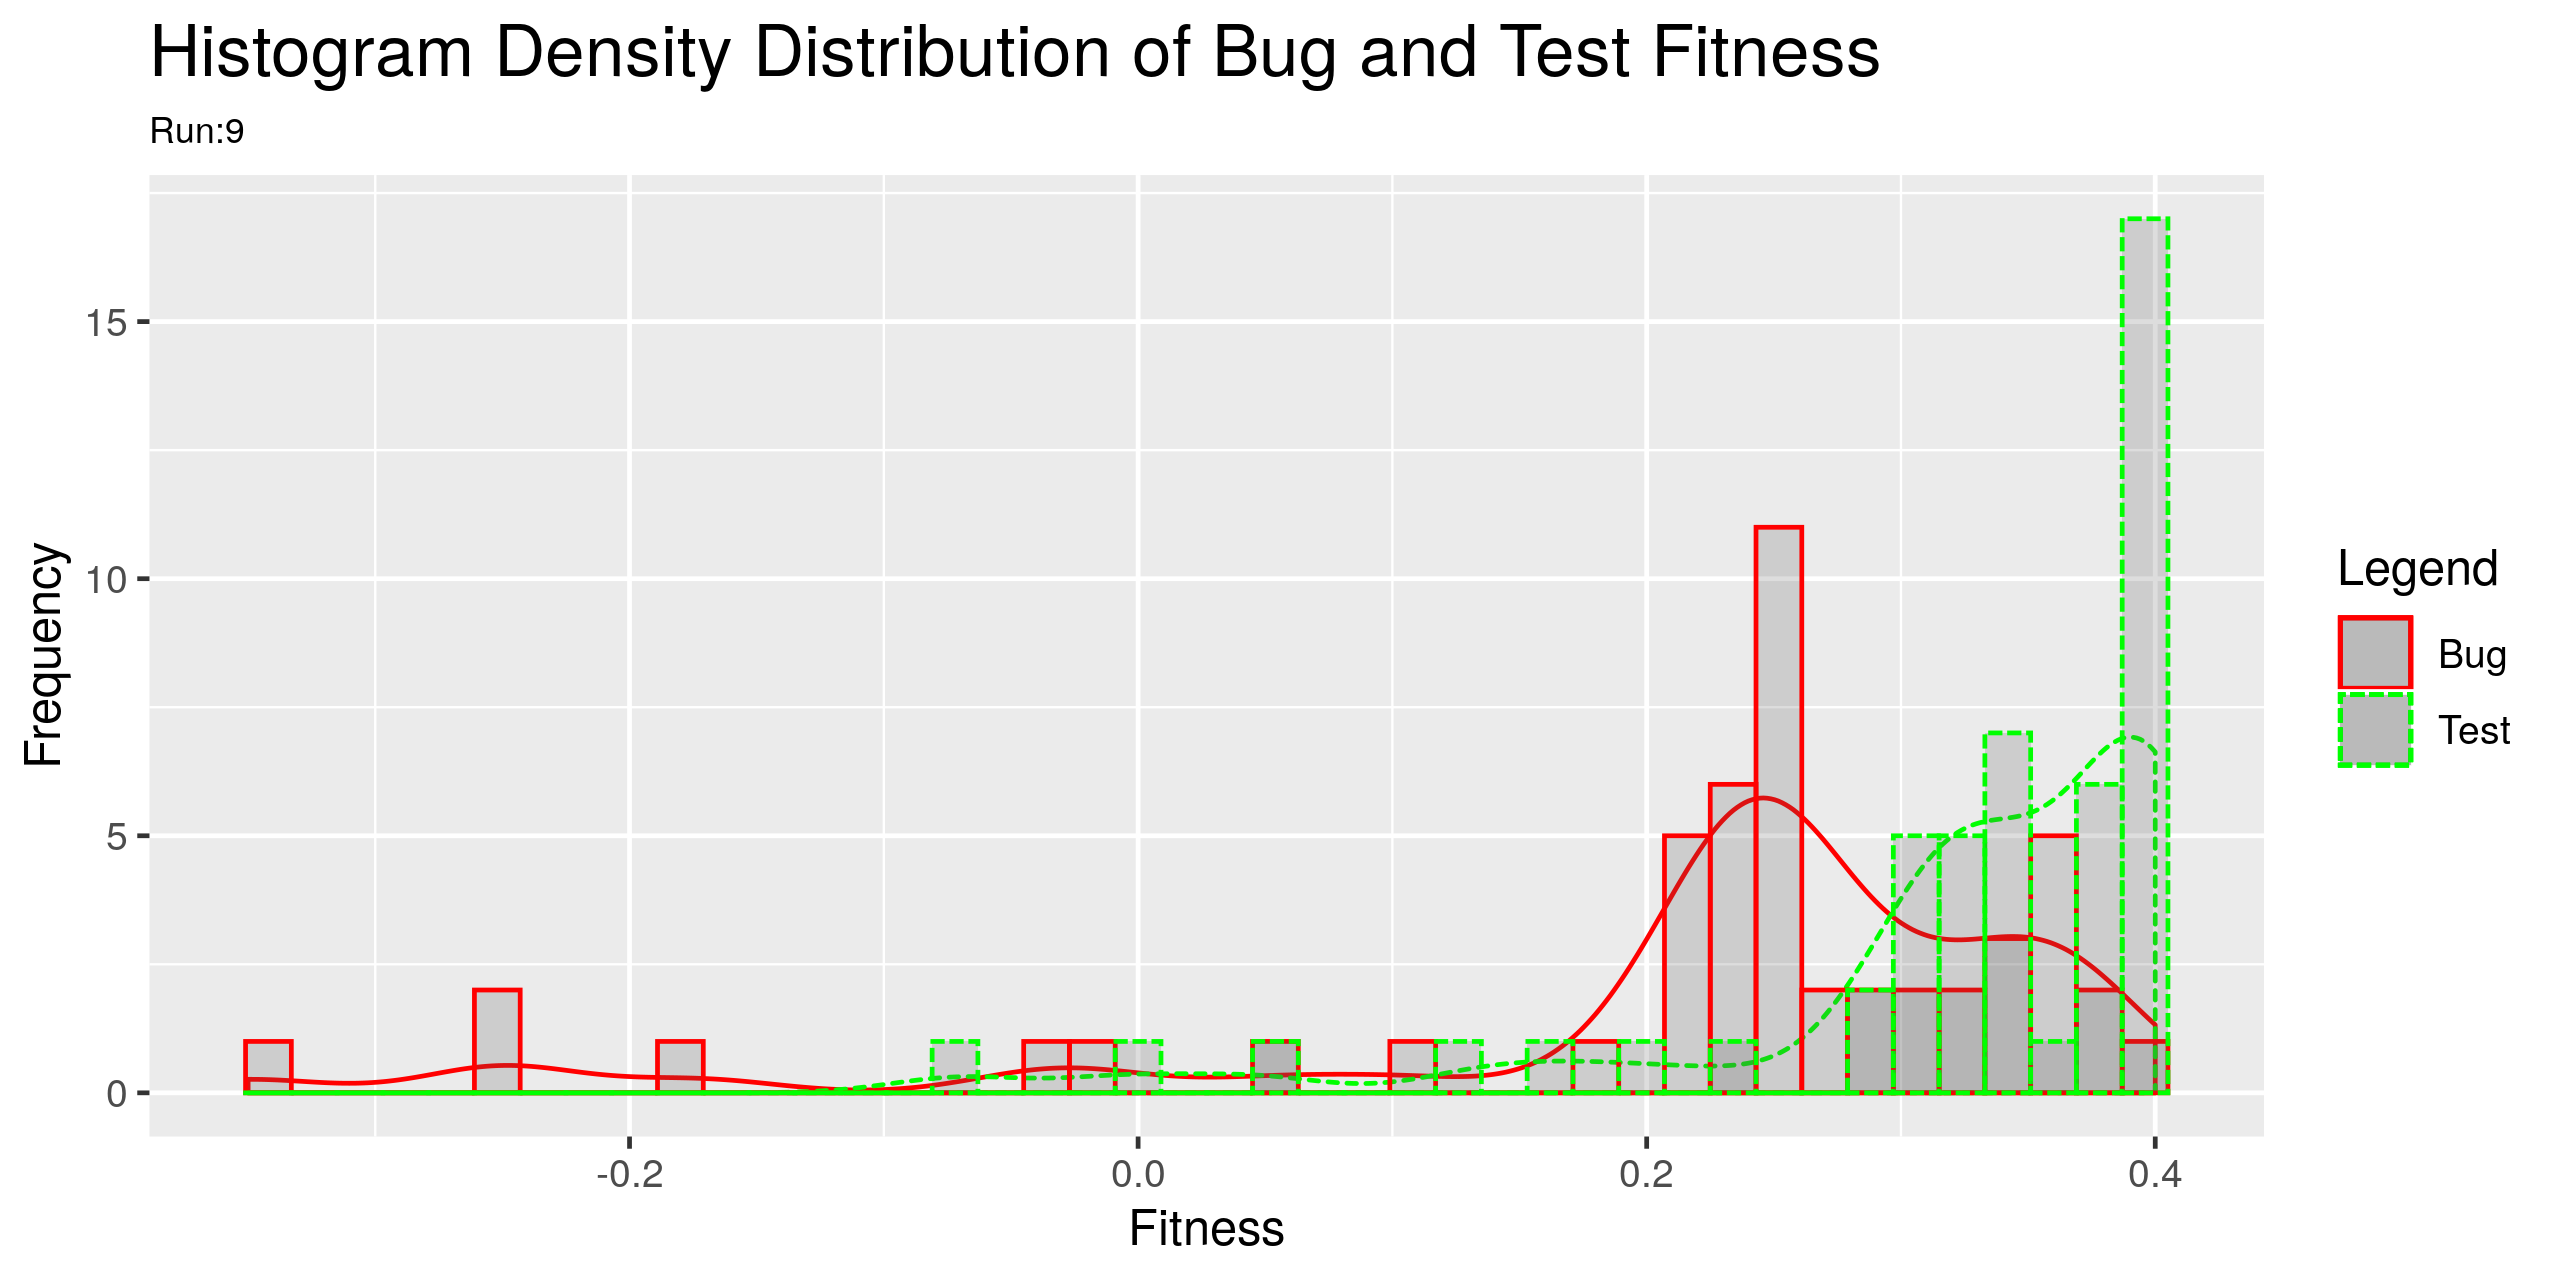 Histogram Density Distribution of Bug and Test Fitness
Run:9
Frequency
15
10
5
0
-0.2
0.0
0.2
0.4
Fitness
Legend
Bug
Test